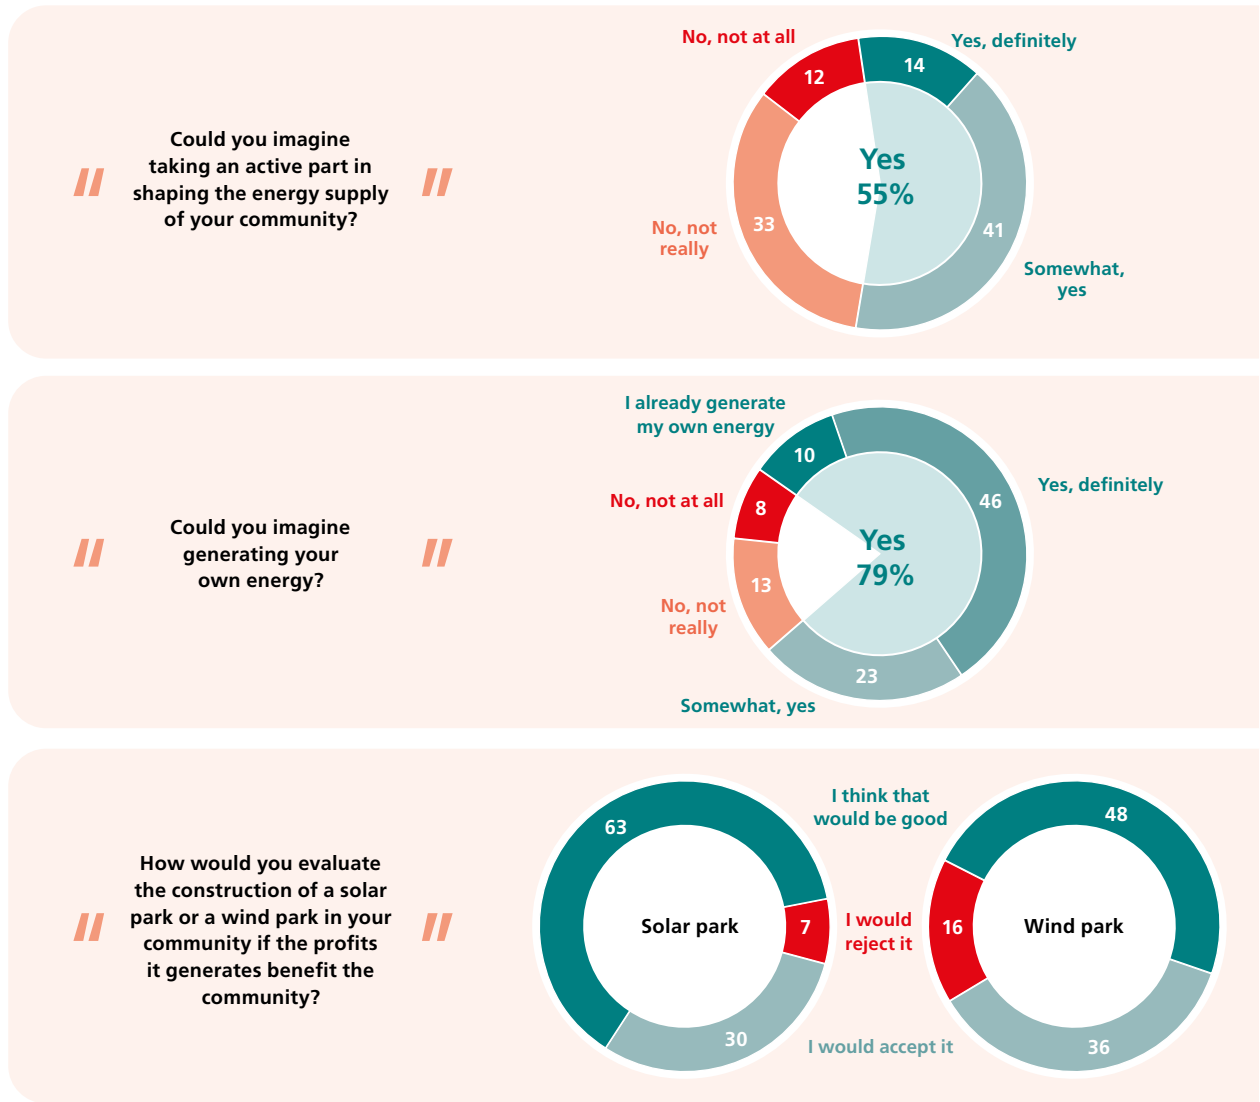 Could you imagine
taking an active part in
shaping the energy supply
of your community?
No, not at all
Yes, definitely
12
14
Yes
55%
No, not
really
33
41
Somewhat,
yes
Could you imagine
generating your
own energy?
I already generate
my own energy
10
Yes, definitely
46
No, not at all
8
Yes
79%
No, not
really
13
23
Somewhat, yes
How would you evaluate
the construction of a solar
park or a wind park in your
community if the profits
it generates benefit the
community?
63
Solar park
7
30
I think that
would be good
I would
reject it
I would accept it
48
16
Wind park
36